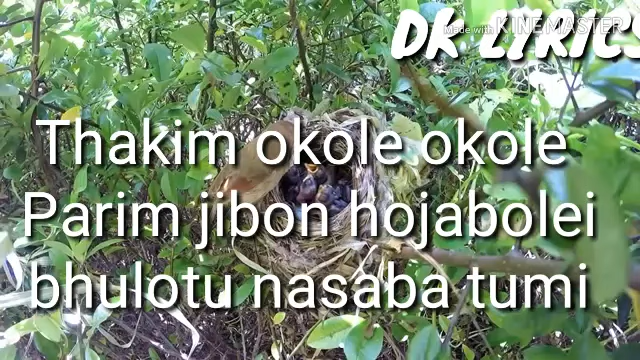 DK LYRICS
Made with KINEMASTER
Thakim okole okole
Parim jibon hojabolei
bhulotu nasaba tumi